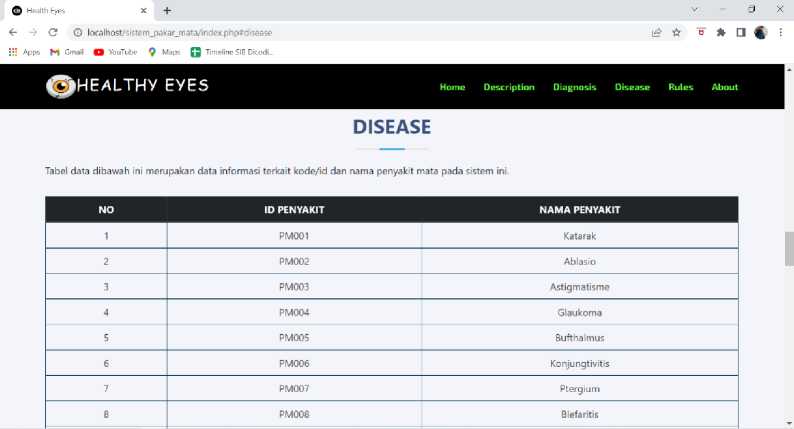 Health Eyes
localhost/sistem_pakar_mata/index.php#disease
Apps Gmail YouTube Maps Timeline SIB Dicodi...
HEALTHY EYES Home Description Diagnosis Disease Rules About
DISEASE
Tabel data dibawah ini merupakan data informasi terkait kode/id dan nama penyakit mata pada sistem ini.
NO ID PENYAKIT NAMA PENYAKIT
1 PM001 Katarak
2 PM002 Ablasio
3 PM003 Astigmatisme
4 PM004 Glaukoma
5 PM005 Bufthalmus
6 PM006 Konjungtivitis
7 PM007 Ptergium
8 PM008 Blefaritis